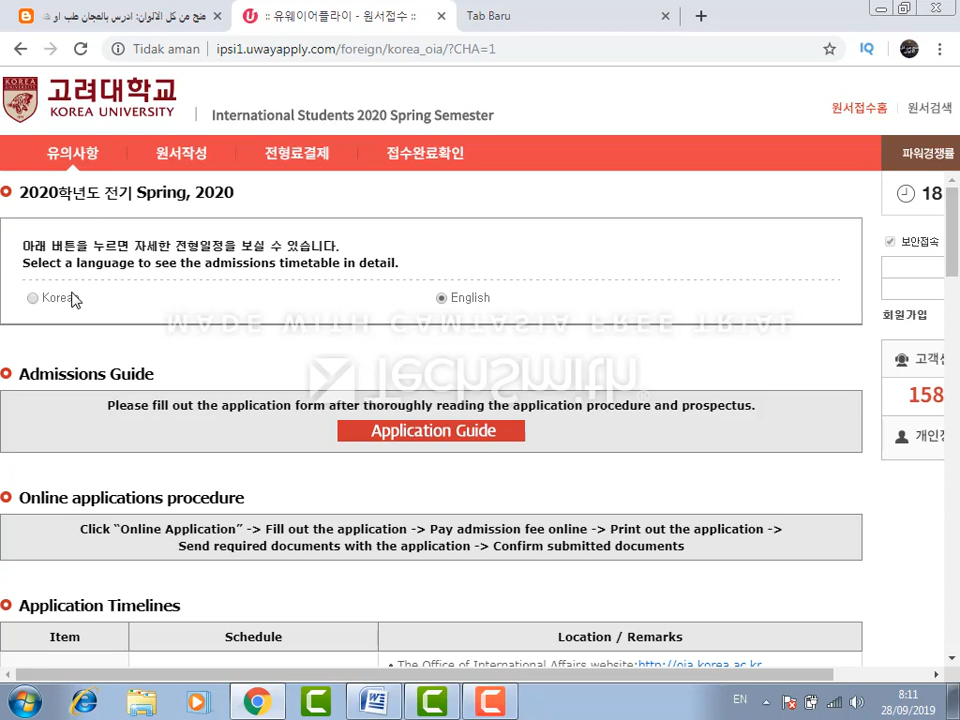 منح من كل الالوان: ادرس بالمجان طب او ه
:: 유웨이어플라이 - 원서접수 ::
Tab Baru
Tidak aman
ipsi1.uwayapply.com/foreign/korea_oia/?CHA=1
IQ
KOREA
고려대학교
KOREA UNIVERSITY
International Students 2020 Spring Semester
원서접수홈
원서검색
유의사항
원서작성
전형료결제
접수완료확인
파워경쟁률
2020학년도 전기 Spring, 2020
18
아래 버튼을 누르면 자세한 전형일정을 보실 수 있습니다.
Select a language to see the admissions timetable in detail.
보안접속
Korea
English
회원가입
MADE WITH CAMTASIA FREE TRIAL
TechSmith
Admissions Guide
고객
Please fill out the application form after thoroughly reading the application procedure and prospectus.
158
Application Guide
개인정
Online applications procedure
Click “Online Application” -> Fill out the application -> Pay admission fee online -> Print out the application ->
Send required documents with the application -> Confirm submitted documents
Application Timelines
Item
Schedule
Location / Remarks
• The Office of International Affairs website:http://oia.korea.ac.kr
EN
8:11
28/09/2019